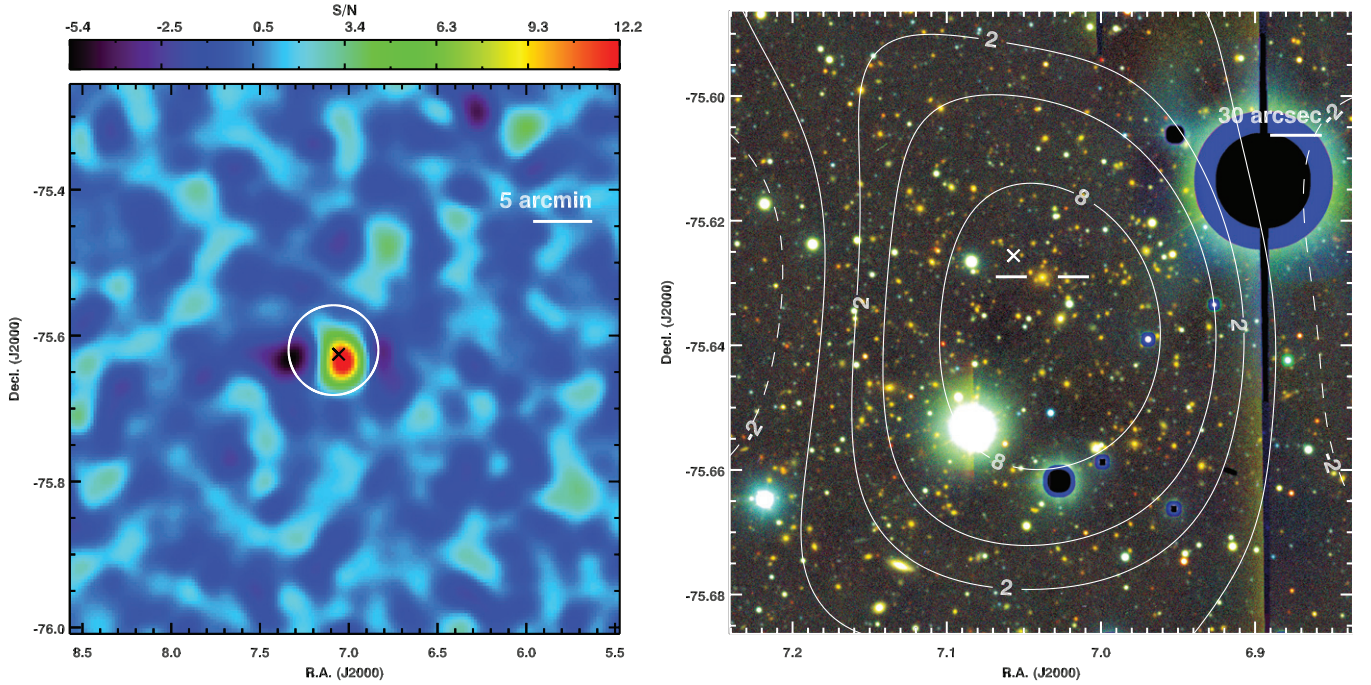 S/N
-5.4 -2.5 0.5 3.4 6.3 9.3 12.2
5 arcmin
-75.4
-75.6
-75.8
-76.0
Decl. (J2000)
8.5 8.0 7.5 7.0 6.5 6.0 5.5
R.A. (J2000)
2
30 arcsec
-2
8
2
2
-2
8
-2
2
-75.60
-75.62
-75.64
-75.66
-75.68
Decl. (J2000)
7.2 7.1 7.0 6.9
R.A. (J2000)